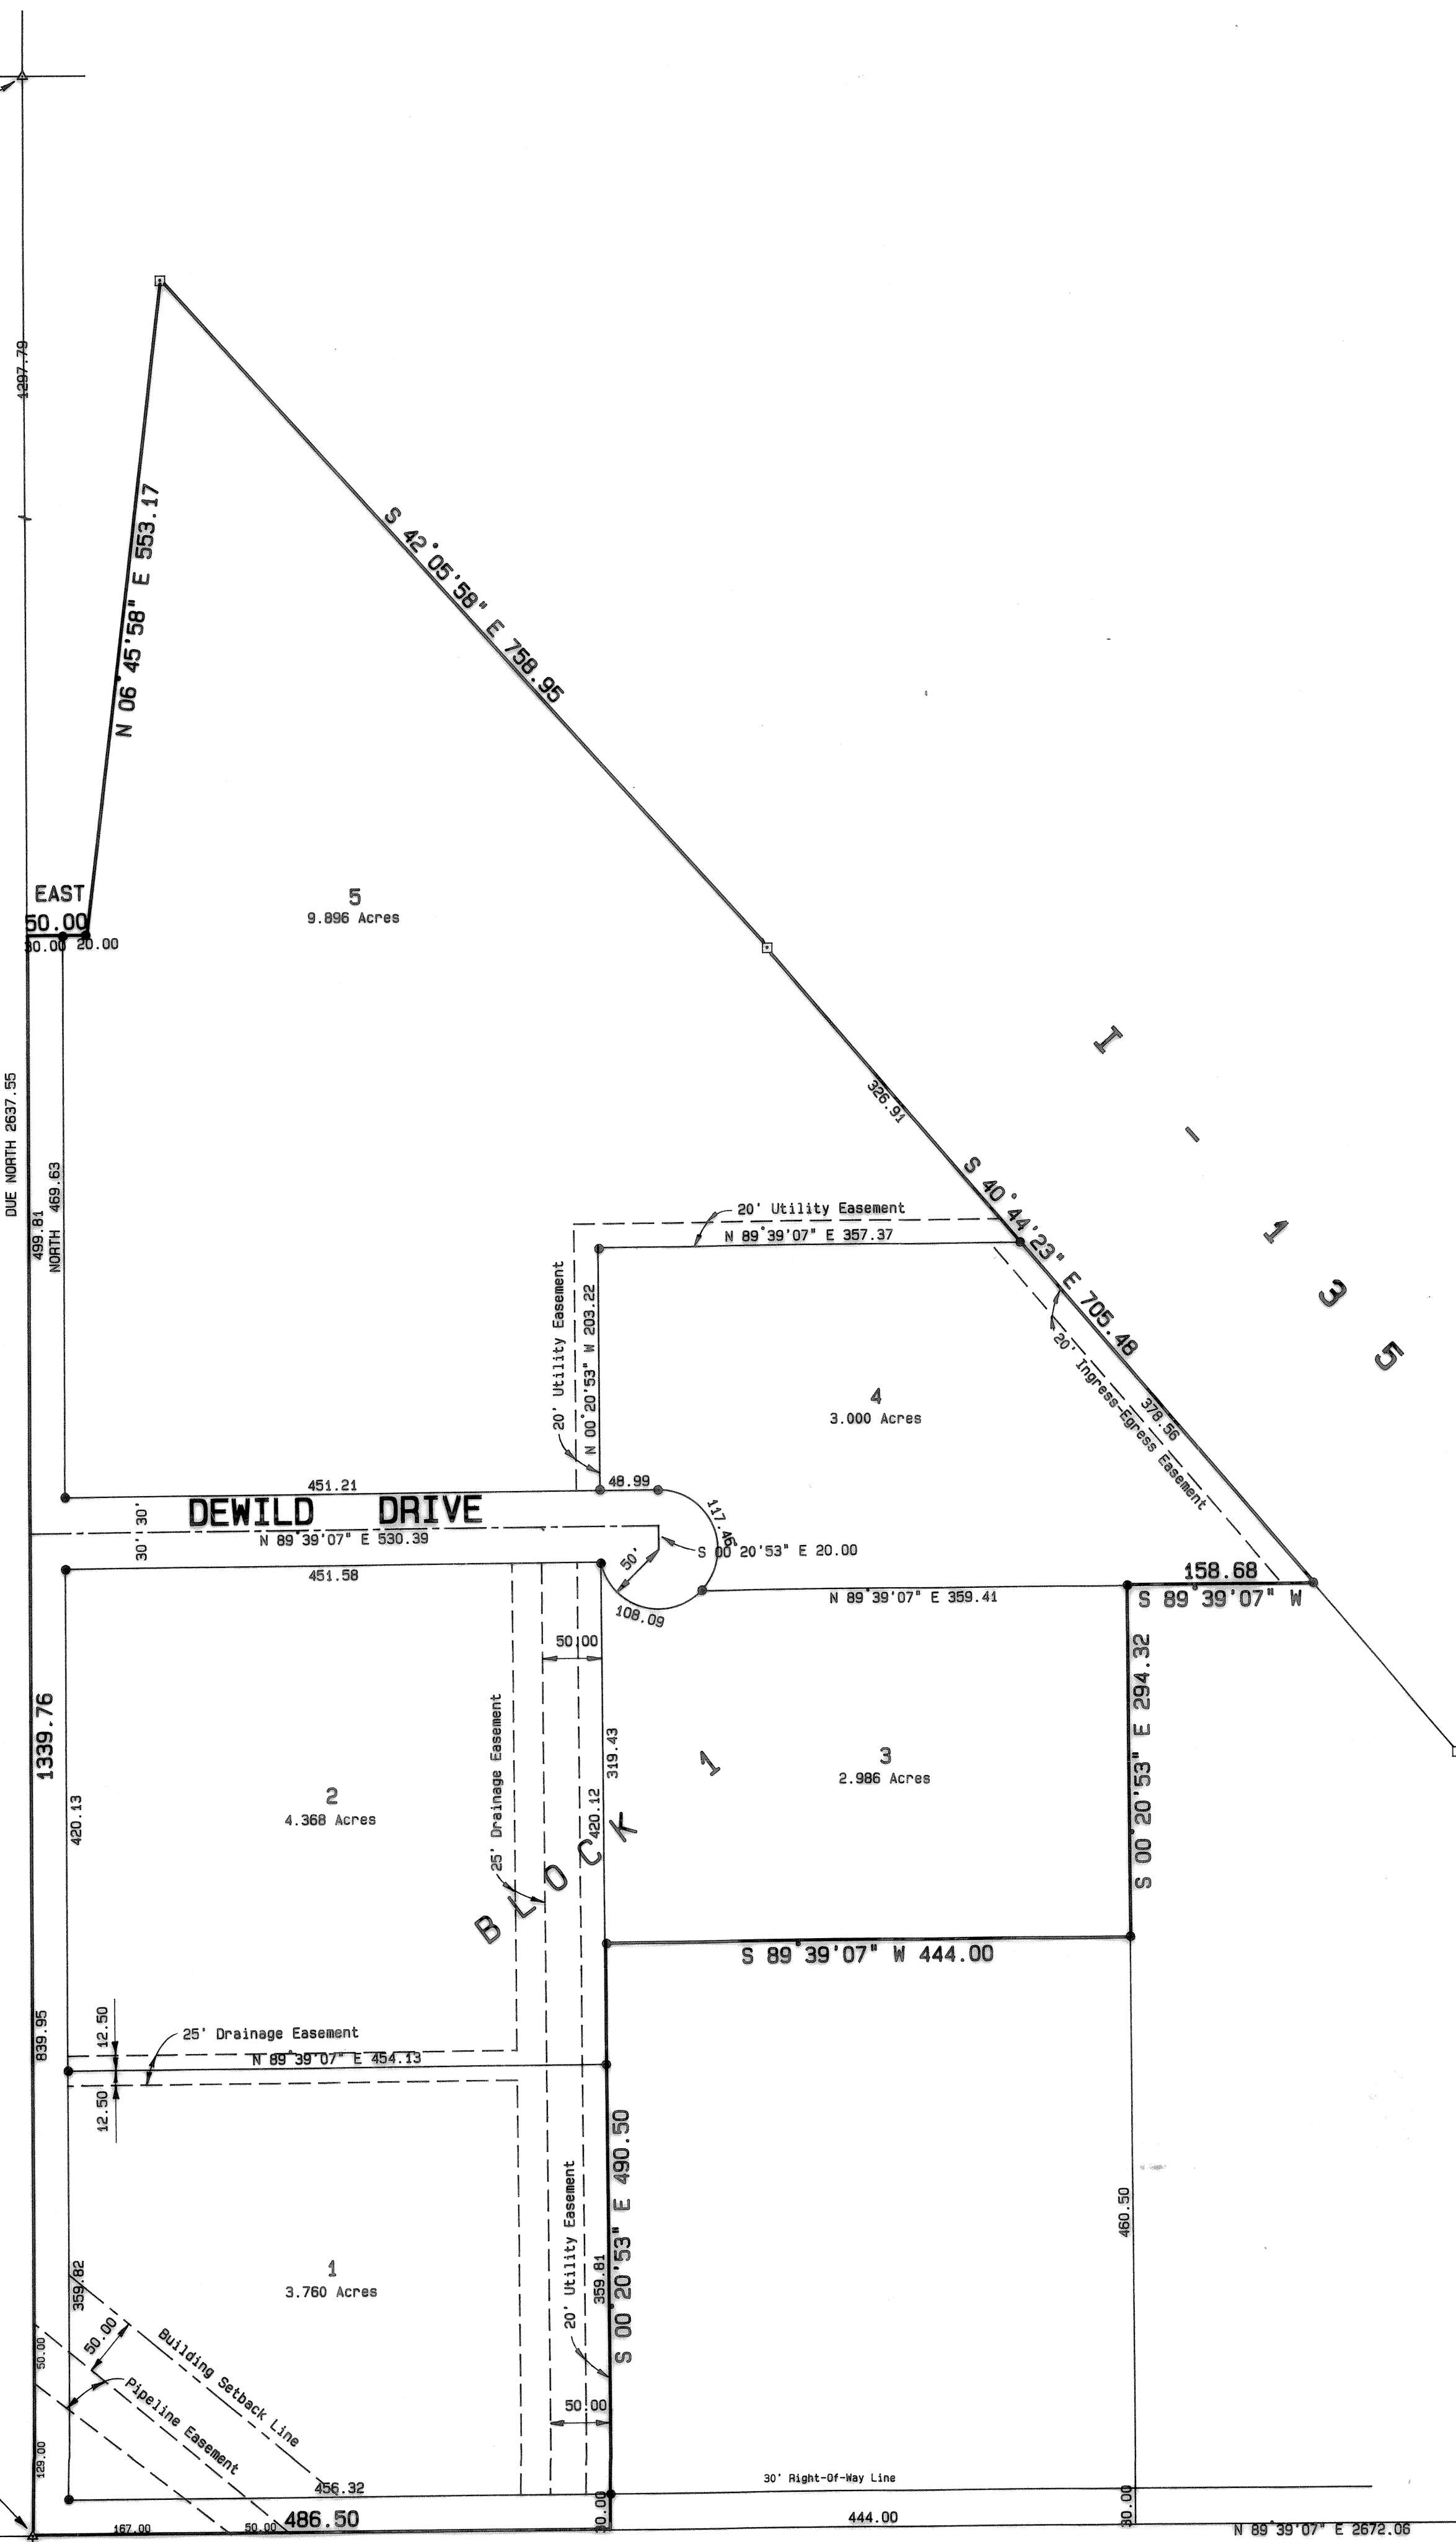 1297.79
N 06°45'58" E 553.17
S 42°05'58" E 758.95
EAST
50.00
30.00 20.00
5
9.896 Acres
I - 135
326.91
DUE NORTH 2637.55
499.81
NORTH 469.63
S 40°44'23" E 705.48
20' Utility Easement
N 89°39'07" E 357.37
20' Utility Easement
N 00°20'53" W 203.22
20' Ingress-Egress Easement
378.56
4
3.000 Acres
451.21
48.99
117.46
DEWILD DRIVE
30' 30'
N 89°39'07" E 530.39
S 00°20'53" E 20.00
50'
451.58
108.09
158.68
S 89°39'07" W
N 89°39'07" E 359.41
50.00
S 00°20'53" E 294.32
1339.76
420.13
25' Drainage Easement
319.43
420.12
BLOCK 1
2
4.368 Acres
3
2.986 Acres
S 89°39'07" W 444.00
839.95
12.50
25' Drainage Easement
N 89°39'07" E 454.13
12.50
S 00°20'53" E 490.50
20' Utility Easement
359.81
460.50
1
3.760 Acres
359.82
50.00
50.00
Building Setback Line
Pipeline Easement
50.00
129.00
456.32
30' Right-Of-Way Line
30.00
30.00
486.50
444.00
167.00
50.00
N 89°39'07" E 2672.06